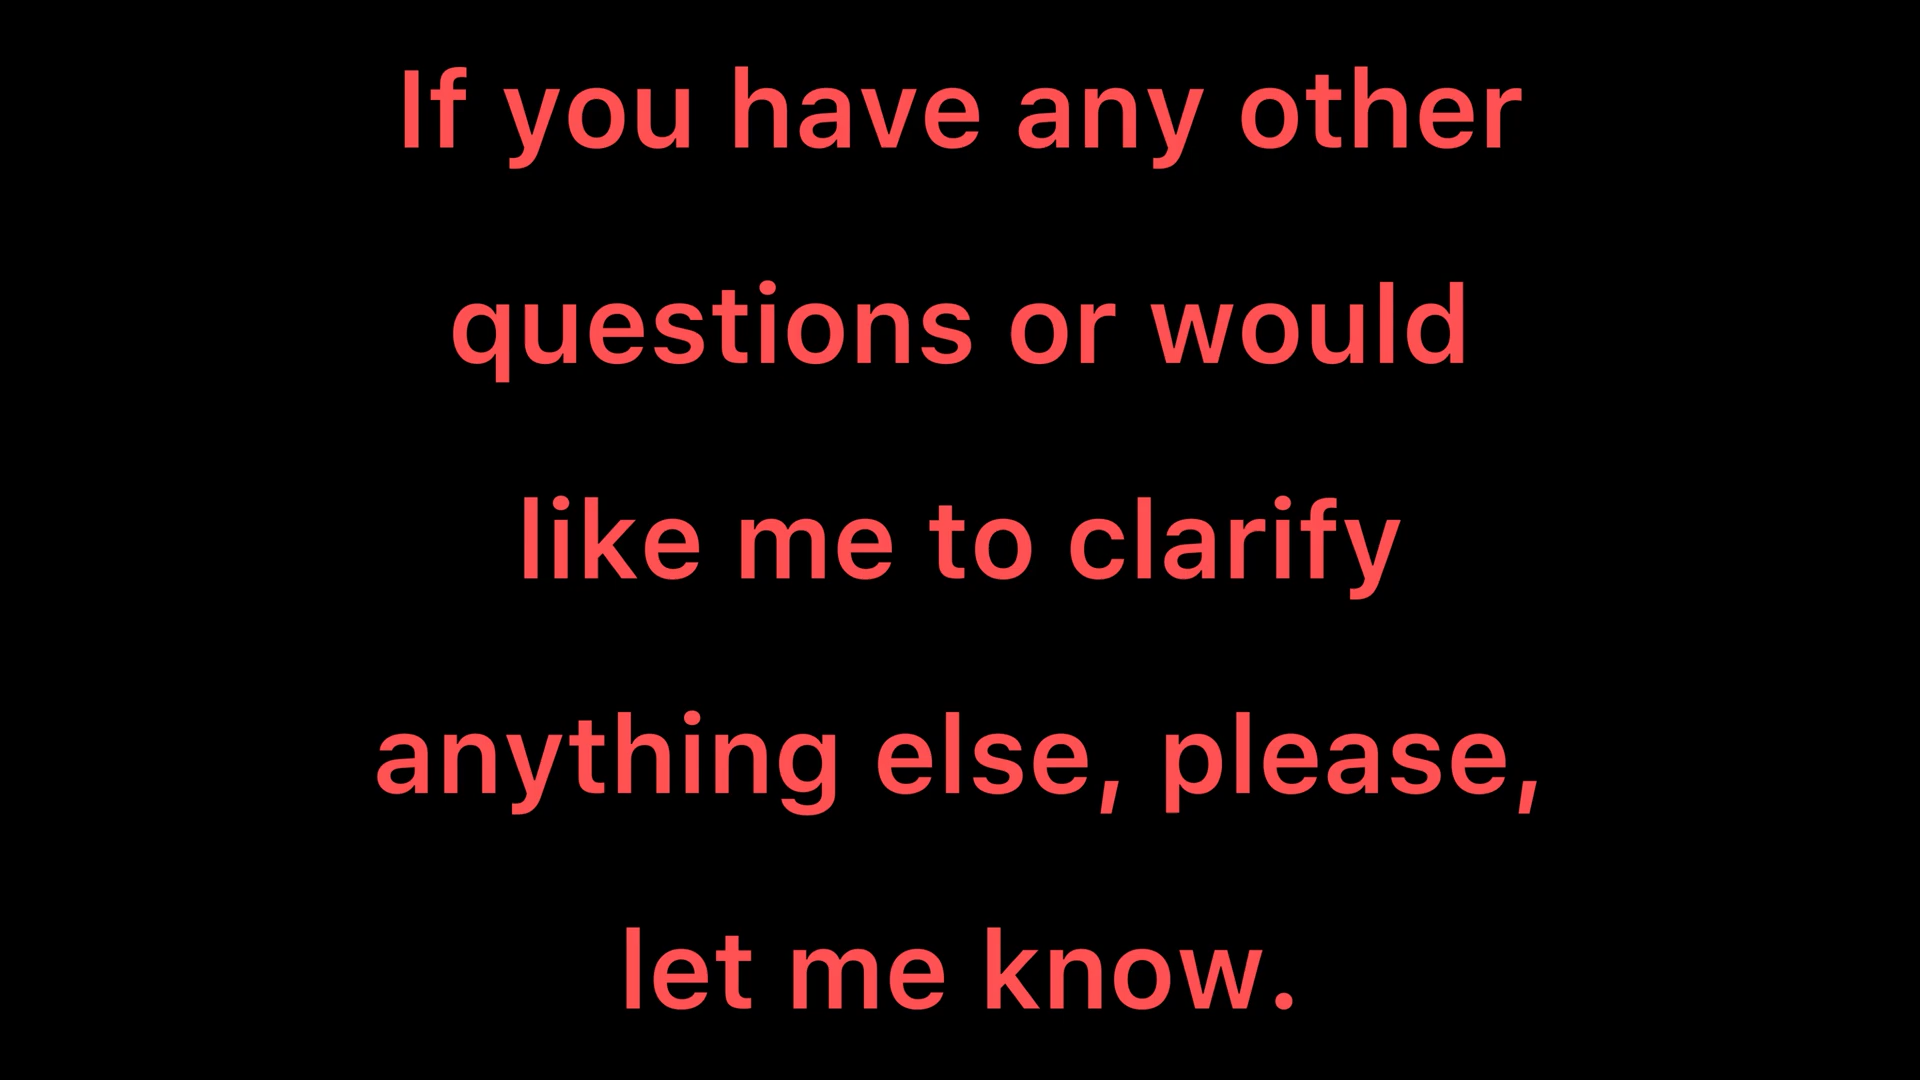 If you have any other
questions or would
like me to clarify
anything else, please,
let me know.